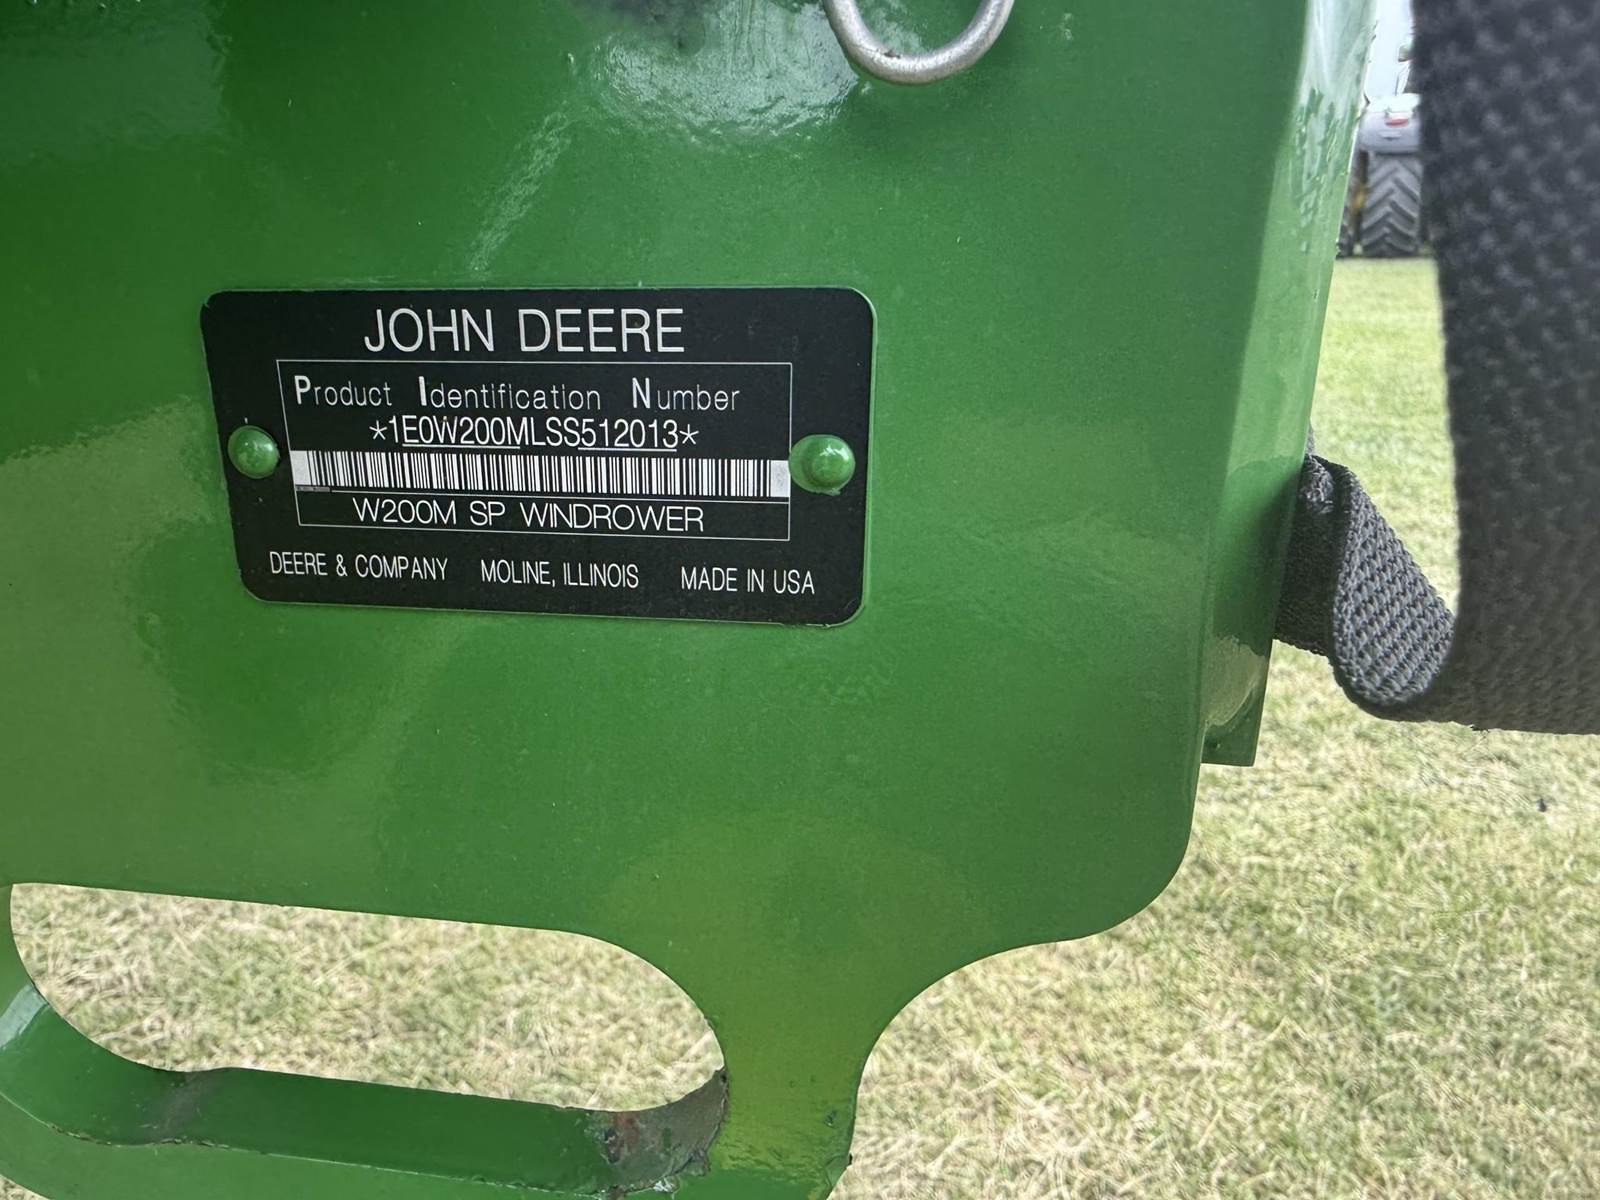 JOHN DEERE
Product Identification Number
*1E0W200MLSS512013*
W200M SP WINDROWER
DEERE & COMPANY MOLINE, ILLINOIS MADE IN USA